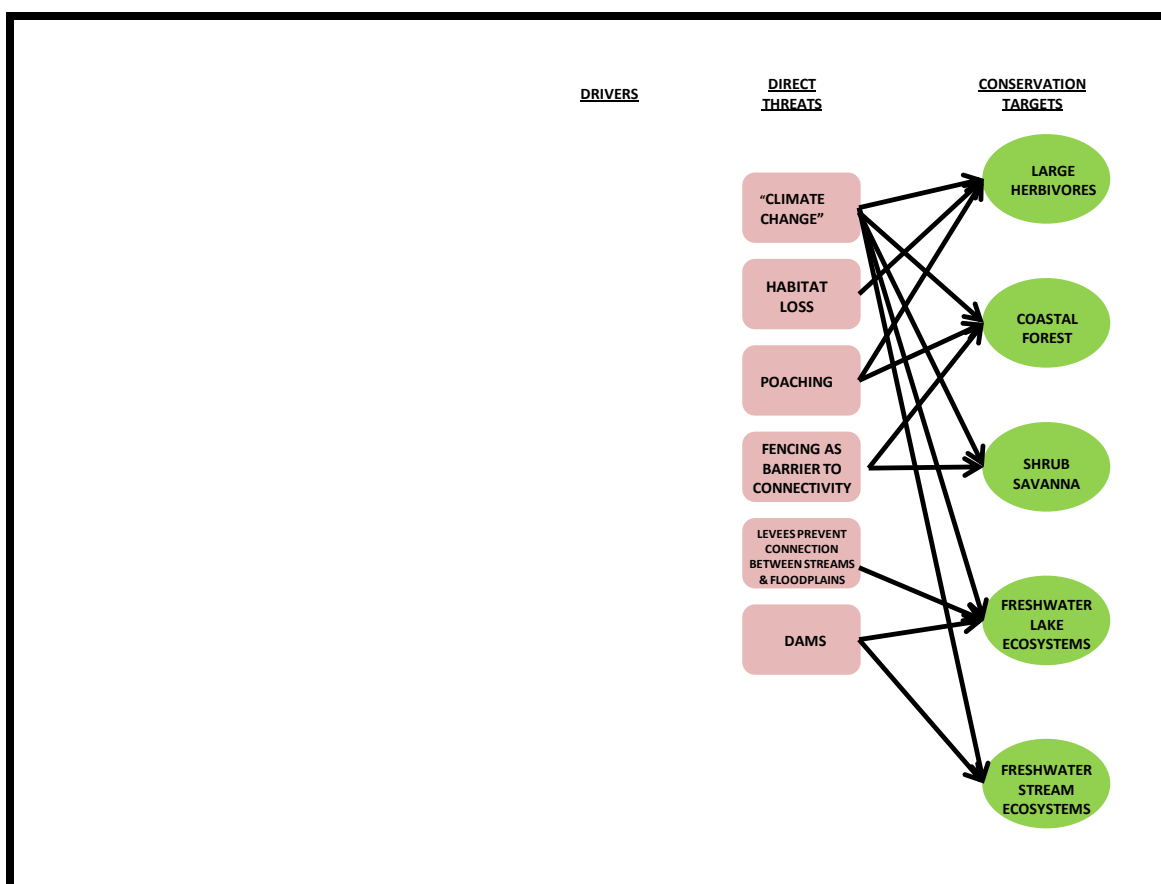 DRIVERS
DIRECT
THREATS
CONSERVATION
TARGETS
“CLIMATE
CHANGE”
HABITAT
LOSS
POACHING
FENCING AS
BARRIER TO
CONNECTIVITY
LEVEES PREVENT
CONNECTION
BETWEEN STREAMS
& FLOODPLAINS
DAMS
LARGE
HERBIVORES
COASTAL
FOREST
SHRUB
SAVANNA
FRESHWATER
LAKE
ECOSYSTEMS
FRESHWATER
STREAM
ECOSYSTEMS